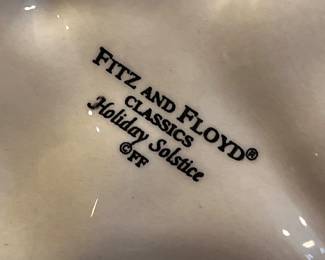 FITZ AND FLOYD®
CLASSICS
Holiday Solstice
©FF